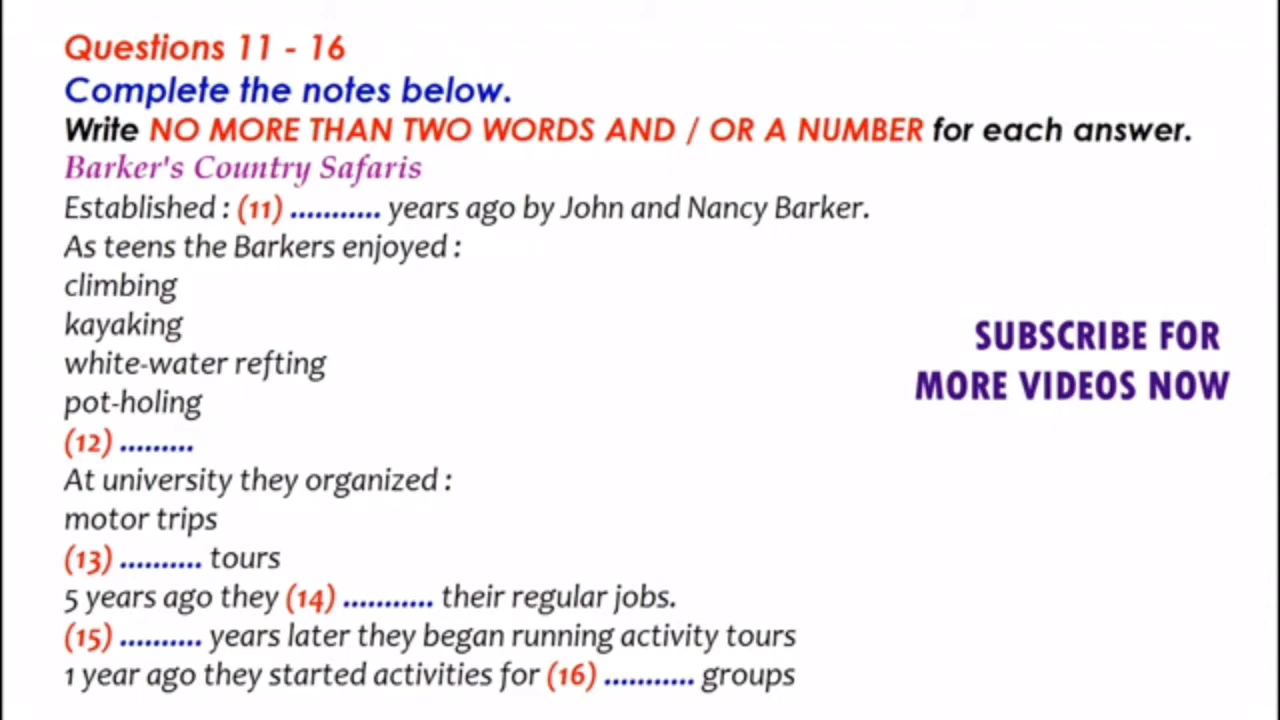 Questions 11 - 16
Complete the notes below.
Write NO MORE THAN TWO WORDS AND / OR A NUMBER for each answer.
Barker's Country Safaris
Established : (11) ........... years ago by John and Nancy Barker.
As teens the Barkers enjoyed :
climbing
kayaking
white-water refting
pot-holing
(12) .........
At university they organized :
motor trips
(13) .......... tours
5 years ago they (14) ........... their regular jobs.
(15) .......... years later they began running activity tours
1 year ago they started activities for (16) ........... groups
SUBSCRIBE FOR
MORE VIDEOS NOW